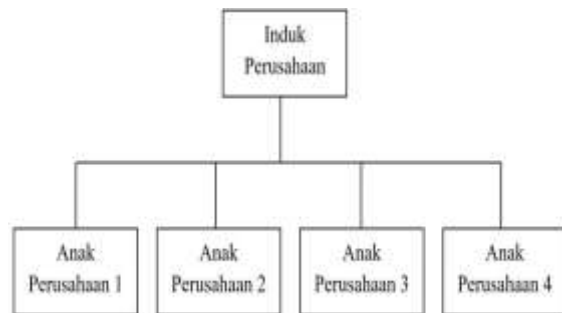 Induk
Perusahaan
Anak
Perusahaan 1
Anak
Perusahaan 2
Anak
Perusahaan 3
Anak
Perusahaan 4